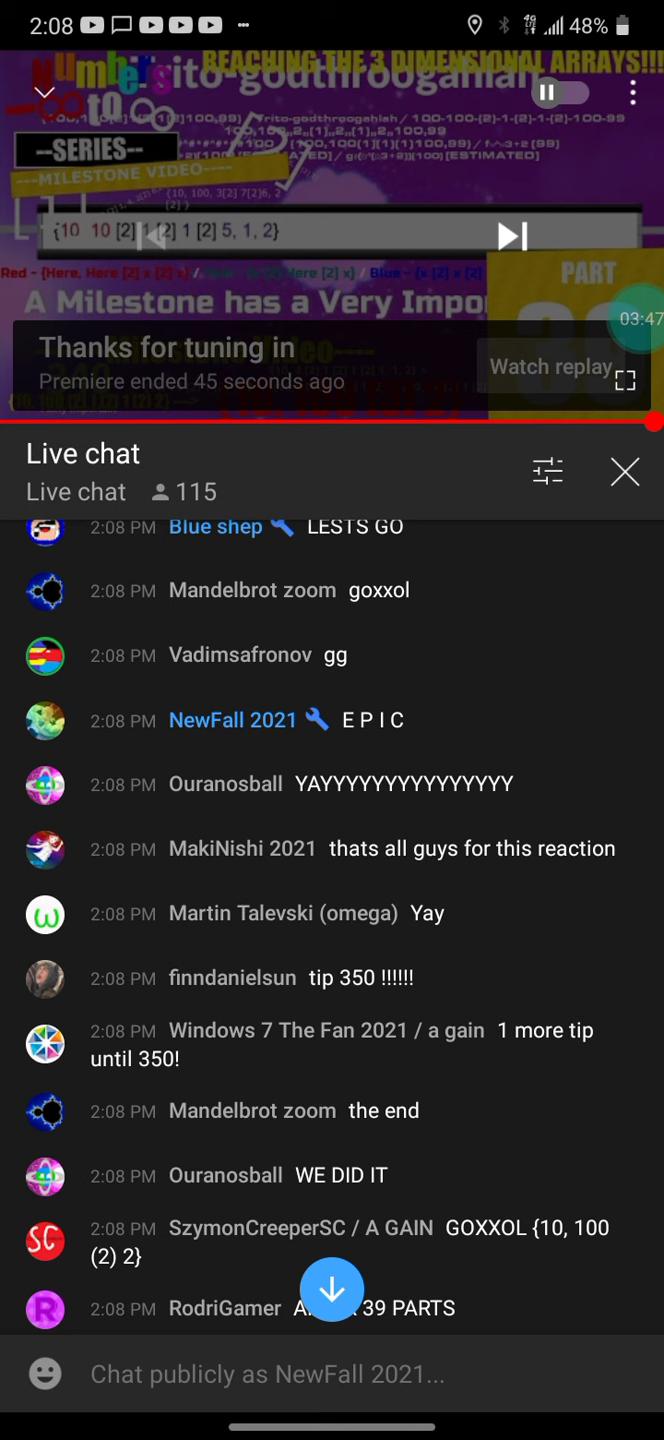 2:08
48%
REACHING THE 3 DIMENSIONAL ARRAYS!!!
Numbers
to
--SERIES--
--MILESTONE VIDEO----
{10 10 [2] 1 [2] 1 [2] 5, 1, 2}
A Milestone has a Very Impo
PART
03:47
Thanks for tuning in
Premiere ended 45 seconds ago
Watch replay
Live chat
Live chat 115
2:08 PM Blue shep LESTS GO
2:08 PM Mandelbrot zoom goxxol
2:08 PM Vadimsafronov gg
2:08 PM NewFall 2021 E P I C
2:08 PM Ouranosball YAYYYYYYYYYYYYYYY
2:08 PM MakiNishi 2021 thats all guys for this reaction
2:08 PM Martin Talevski (omega) Yay
2:08 PM finndanielsun tip 350 !!!!!!
2:08 PM Windows 7 The Fan 2021 / a gain 1 more tip
until 350!
2:08 PM Mandelbrot zoom the end
2:08 PM Ouranosball WE DID IT
2:08 PM SzymonCreeperSC / A GAIN GOXXOL {10, 100
(2) 2}
2:08 PM RodriGamer 39 PARTS
Chat publicly as NewFall 2021...